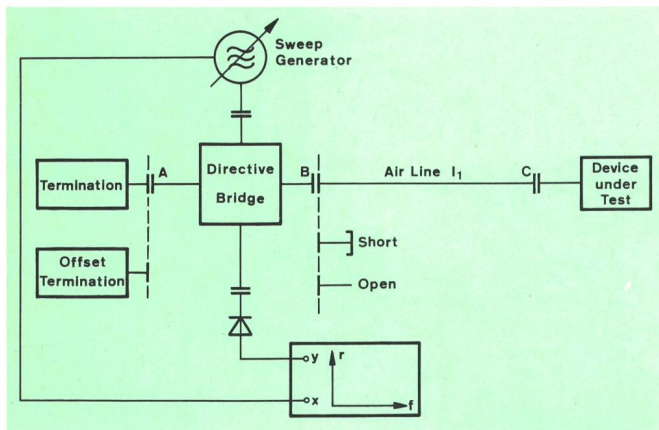 Sweep
Generator
A
B
C
Termination
Directive
Bridge
Air Line l₁
Device
under
Test
Offset
Termination
Short
Open
y
r
x
f